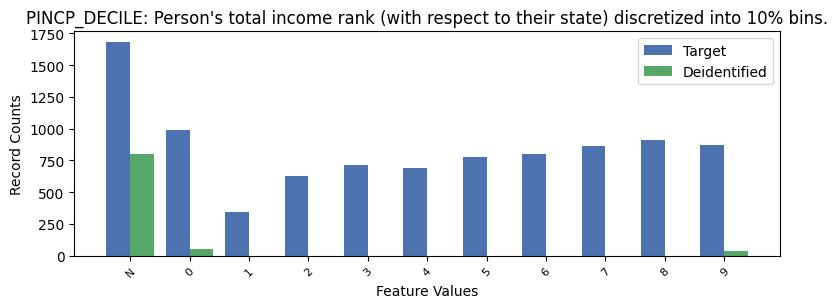 PINCP_DECILE: Person's total income rank (with respect to their state) discretized into 10% bins.
1750
1500
1250
1000
750
500
250
0
Record Counts
Target
Deidentified
N 0 1 2 3 4 5 6 7 8 9
Feature Values